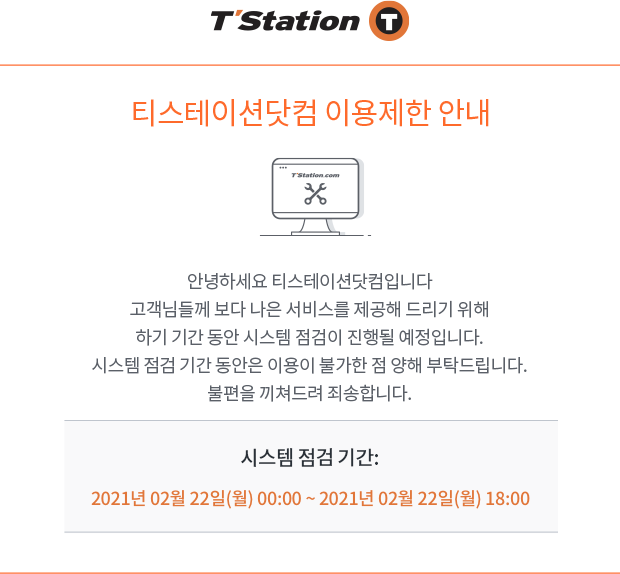 T'Station T
티스테이션닷컴 이용제한 안내
T'Station.com
안녕하세요 티스테이션닷컴입니다
고객님들께 보다 나은 서비스를 제공해 드리기 위해
하기 기간 동안 시스템 점검이 진행될 예정입니다.
시스템 점검 기간 동안은 이용이 불가한 점 양해 부탁드립니다.
불편을 끼쳐드려 죄송합니다.
시스템 점검 기간:
2021년 02월 22일(월) 00:00 ~ 2021년 02월 22일(월) 18:00